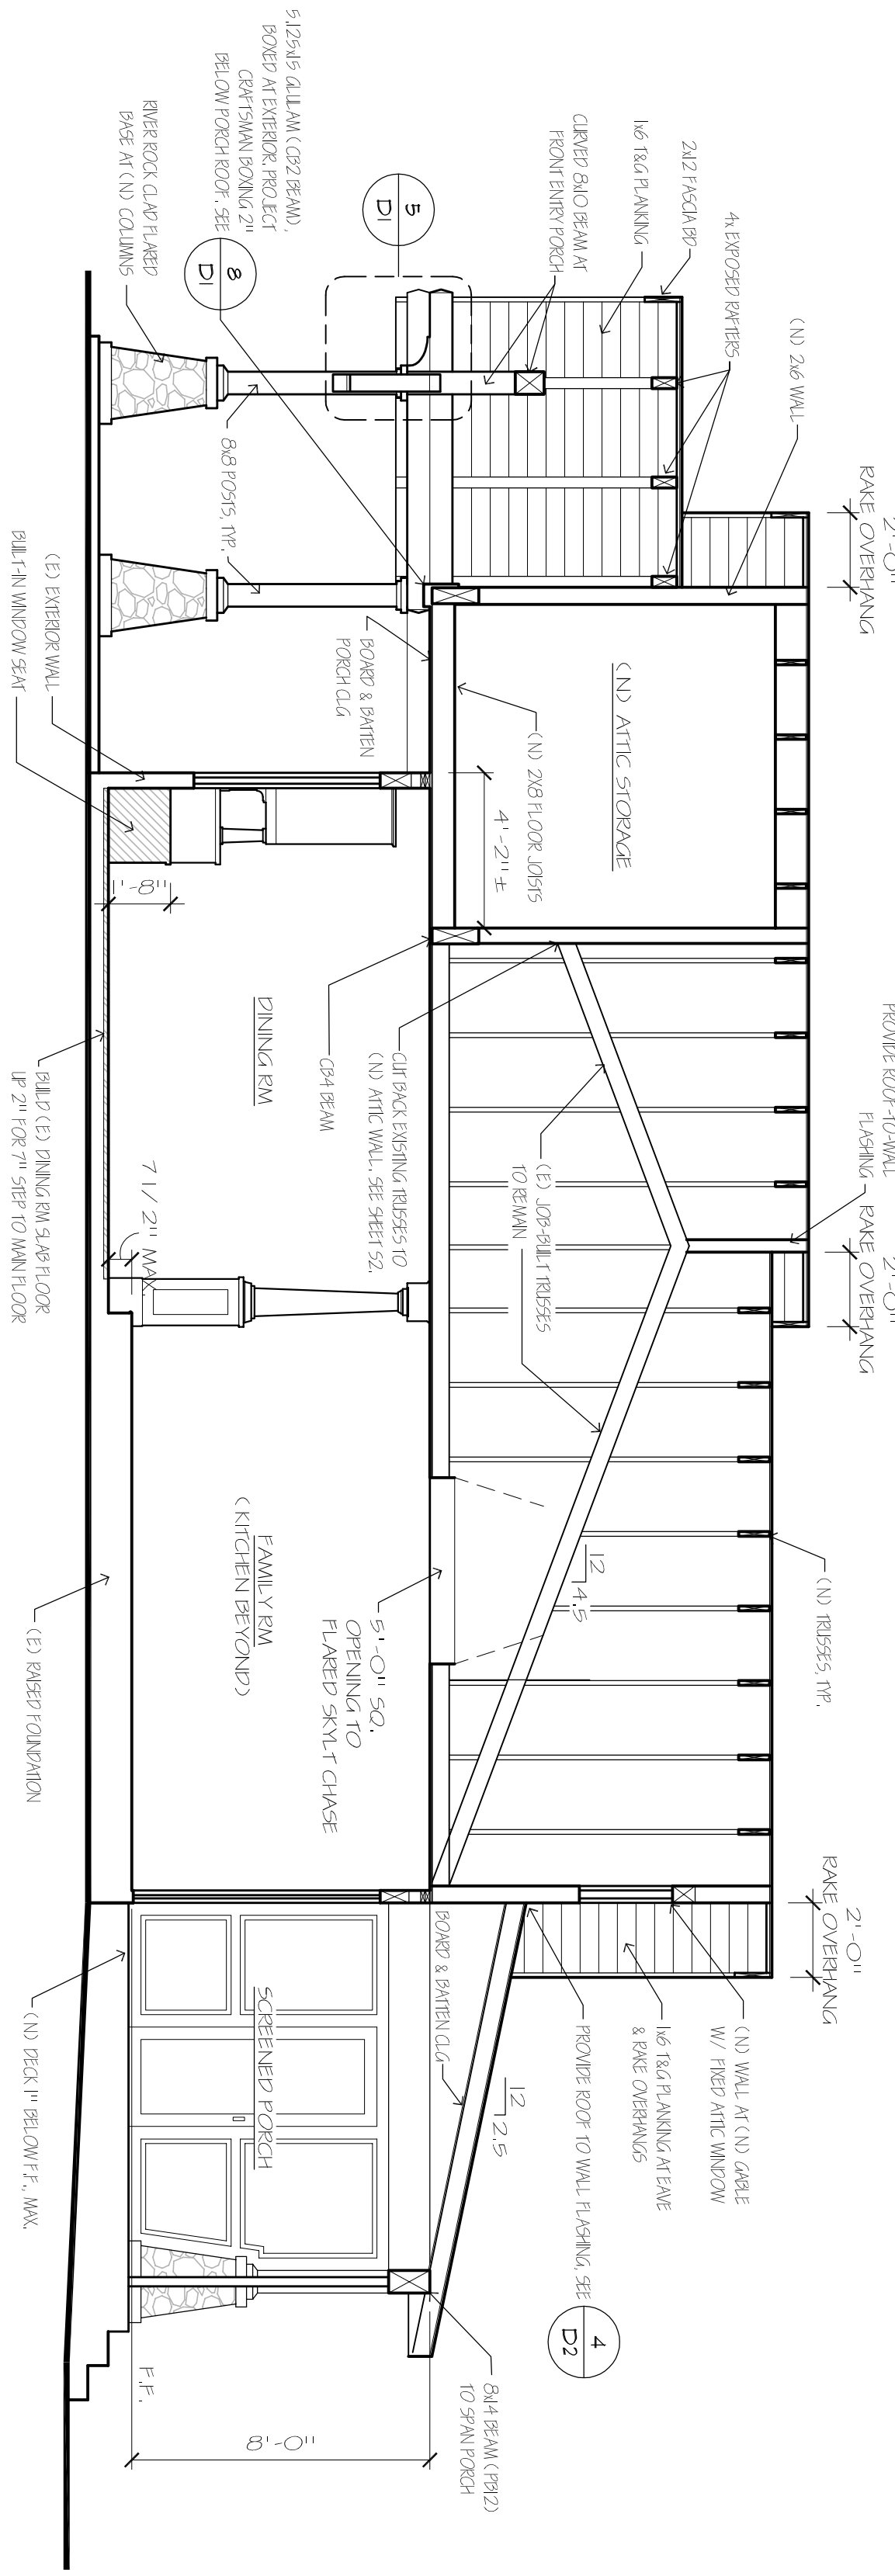 2'-0"
RAKE OVERHANG
(N) 2x6 WALL
4x EXPOSED RAFTERS
2x12 FASCIA BD
1x6 T&G PLANKING
CURVED 8x10 BEAM AT
FRONT ENTRY PORCH
5
D1
5.125x15 GLULAM (CB2 BEAM),
BOXED AT EXTERIOR, PROJECT
CRAFTSMAN BOXING 2"
BELOW PORCH ROOF, SEE
8
D1
RIVER ROCK CLAD FLARED
BASE AT (N) COLUMNS
8x8 POSTS, TYP.
(E) EXTERIOR WALL
BUILT-IN WINDOW SEAT
BOARD & BATTEN
PORCH CLG
(N) ATTIC STORAGE
(N) 2X8 FLOOR JOISTS
4'-2"±
1'-8"
CB4 BEAM
CUT BACK EXISTING TRUSSES TO
(N) ATTIC WALL, SEE SHEET S2.
DINING RM
BUILD (E) DINING RM SLAB FLOOR
UP 2" FOR 7" STEP TO MAIN FLOOR
7 1/2" MAX.
PROVIDE ROOF-TO-WALL
FLASHING
2'-0"
RAKE OVERHANG
(E) JOB-BUILT TRUSSES
TO REMAIN
12
4.5
(N) TRUSSES, TYP.
5'-0" SQ.
OPENING TO
FLARED SKYLT CHASE
FAMILY RM
(KITCHEN BEYOND)
(E) RAISED FOUNDATION
2'-0"
RAKE OVERHANG
(N) WALL AT (N) GABLE
W/ FIXED ATTIC WINDOW
1x6 T&G PLANKING AT EAVE
& RAKE OVERHANGS
PROVIDE ROOF TO WALL FLASHING, SEE
4
D2
12
2.5
BOARD & BATTEN CLG
SCREENED PORCH
(N) DECK 1" BELOW F.F., MAX.
8x14 BEAM (PB12)
TO SPAN PORCH
F.F.
8'-0"